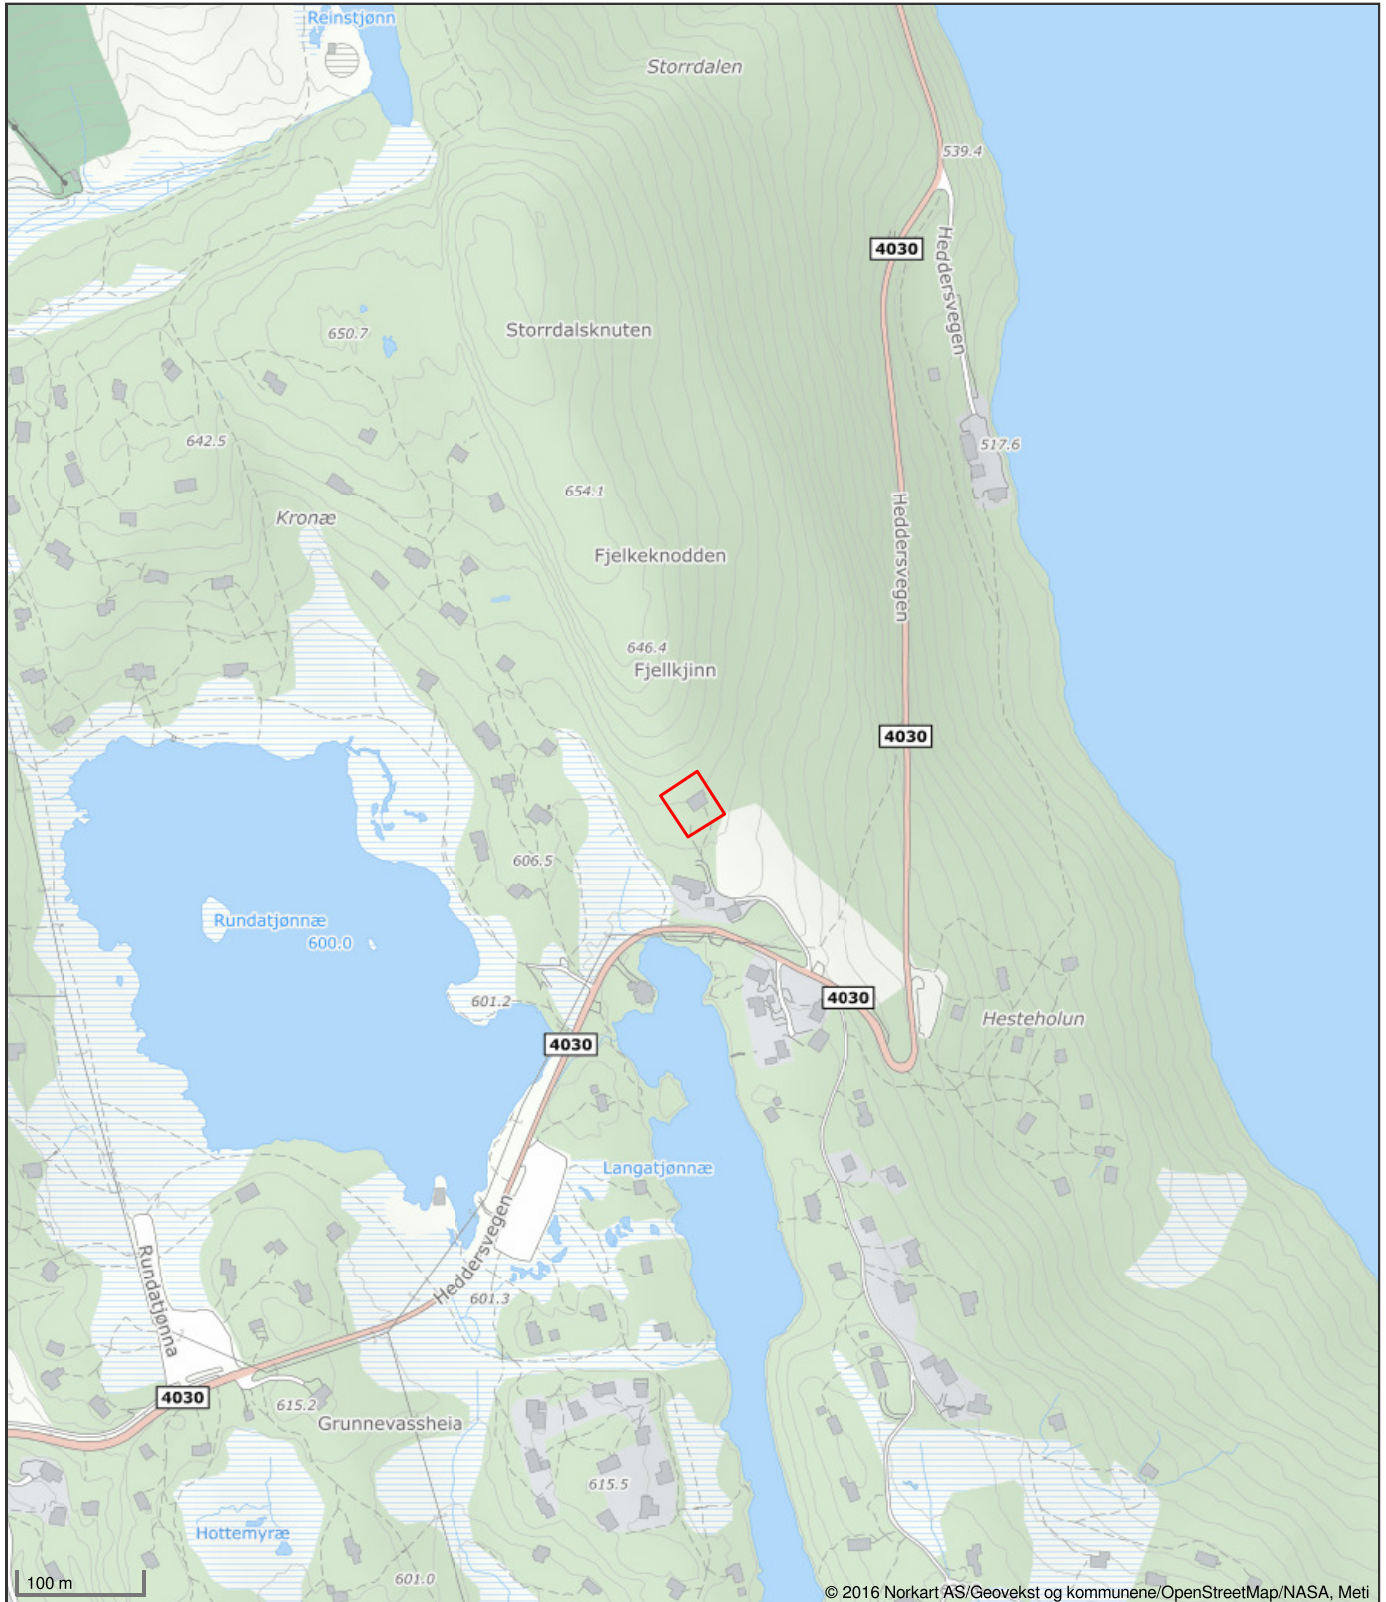 Reinstjønn
Storrdalen
539.4
4030
Heddersvegen
650.7
Storrdalsknuten
642.5
517.6
654.1
Kronæ
Heddersvegen
Fjelkeknodden
646.4
Fjellkjinn
4030
606.5
Rundatjønnæ
600.0
601.2
4030
Hesteholun
4030
Langatjønnæ
Heddersvegen
Rundatjønna
601.3
4030
615.2
Grunnevassheia
615.5
Hottemyræ
601.0
100 m
© 2016 Norkart AS/Geovekst og kommunene/OpenStreetMap/NASA, Meti